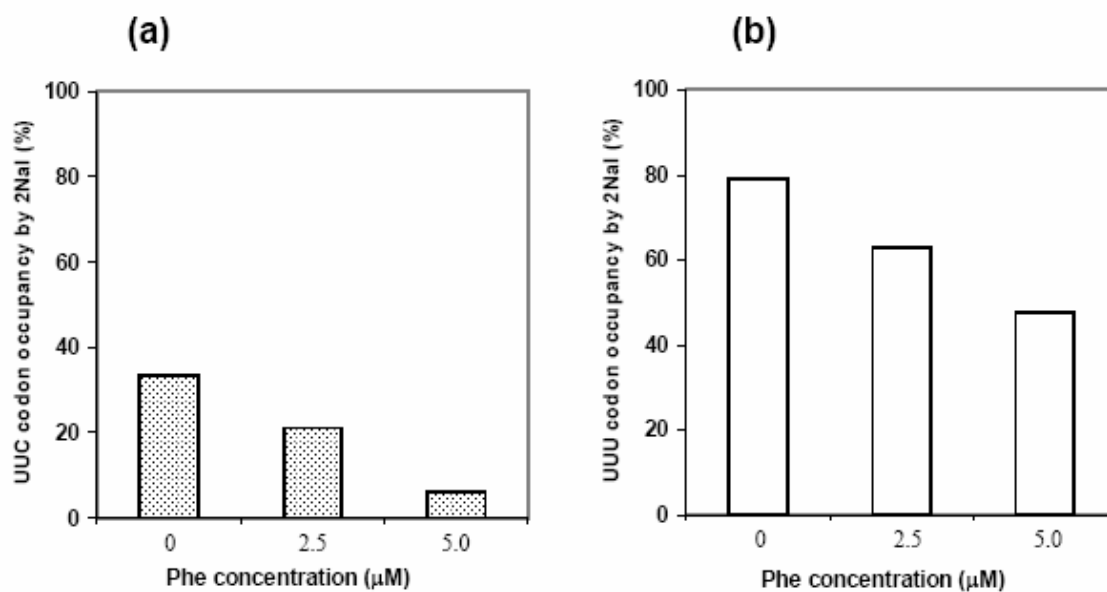 (a)
UUC codon occupancy by 2Nal (%)
100
80
60
40
20
0
0 2.5 5.0
Phe concentration (μM)
(b)
UUU codon occupancy by 2Nal (%)
100
80
60
40
20
0
0 2.5 5.0
Phe concentration (μM)